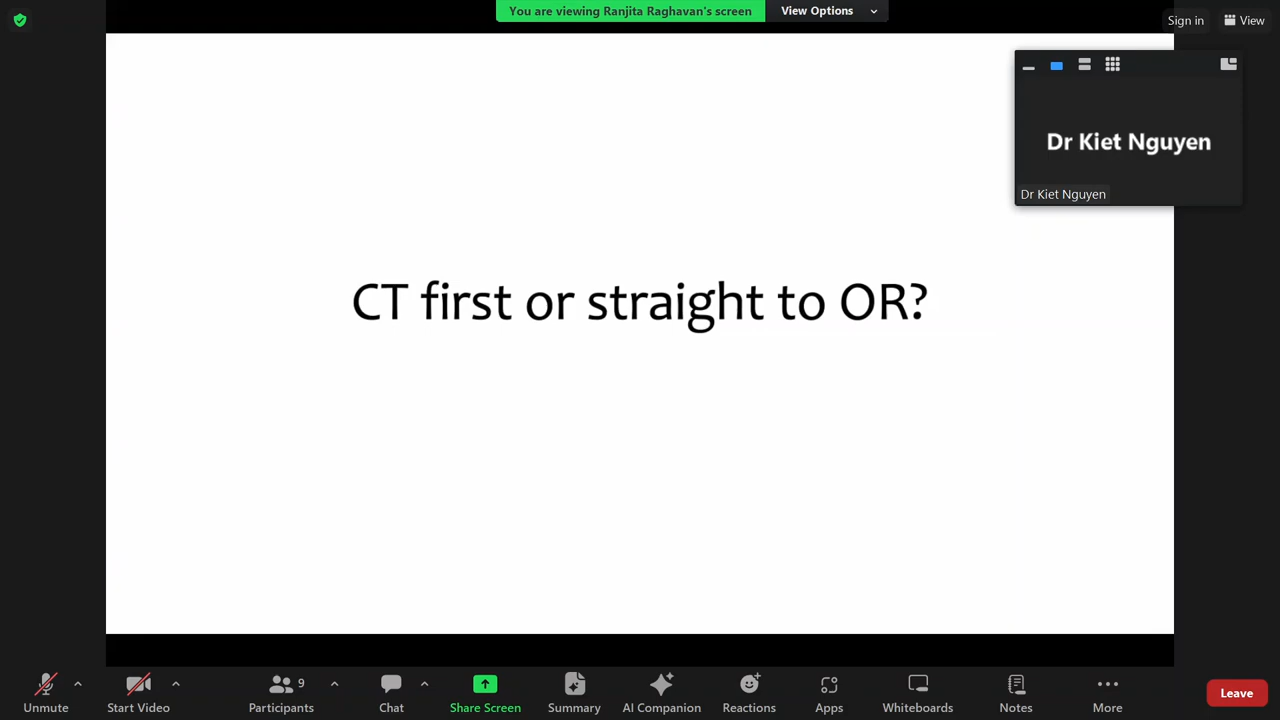 You are viewing Ranjita Raghavan's screen
View Options
Sign in
View
Dr Kiet Nguyen
Dr Kiet Nguyen
CT first or straight to OR?
Unmute
Start Video
9
Participants
Chat
Share Screen
Summary
AI Companion
Reactions
Apps
Whiteboards
Notes
More
Leave